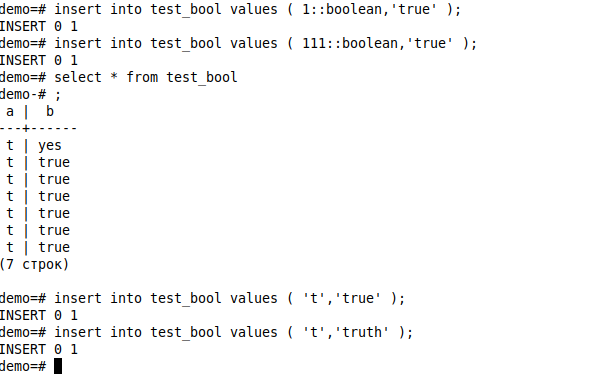 demo=# insert into test_bool values ( 1::boolean,'true' );
INSERT 0 1
demo=# insert into test_bool values ( 111::boolean,'true' );
INSERT 0 1
demo=# select * from test_bool
demo-# ;
 a |  b
---+------
 t | yes
 t | true
 t | true
 t | true
 t | true
 t | true
 t | true
(7 строк)

demo=# insert into test_bool values ( 't','true' );
INSERT 0 1
demo=# insert into test_bool values ( 't','truth' );
INSERT 0 1
demo=#